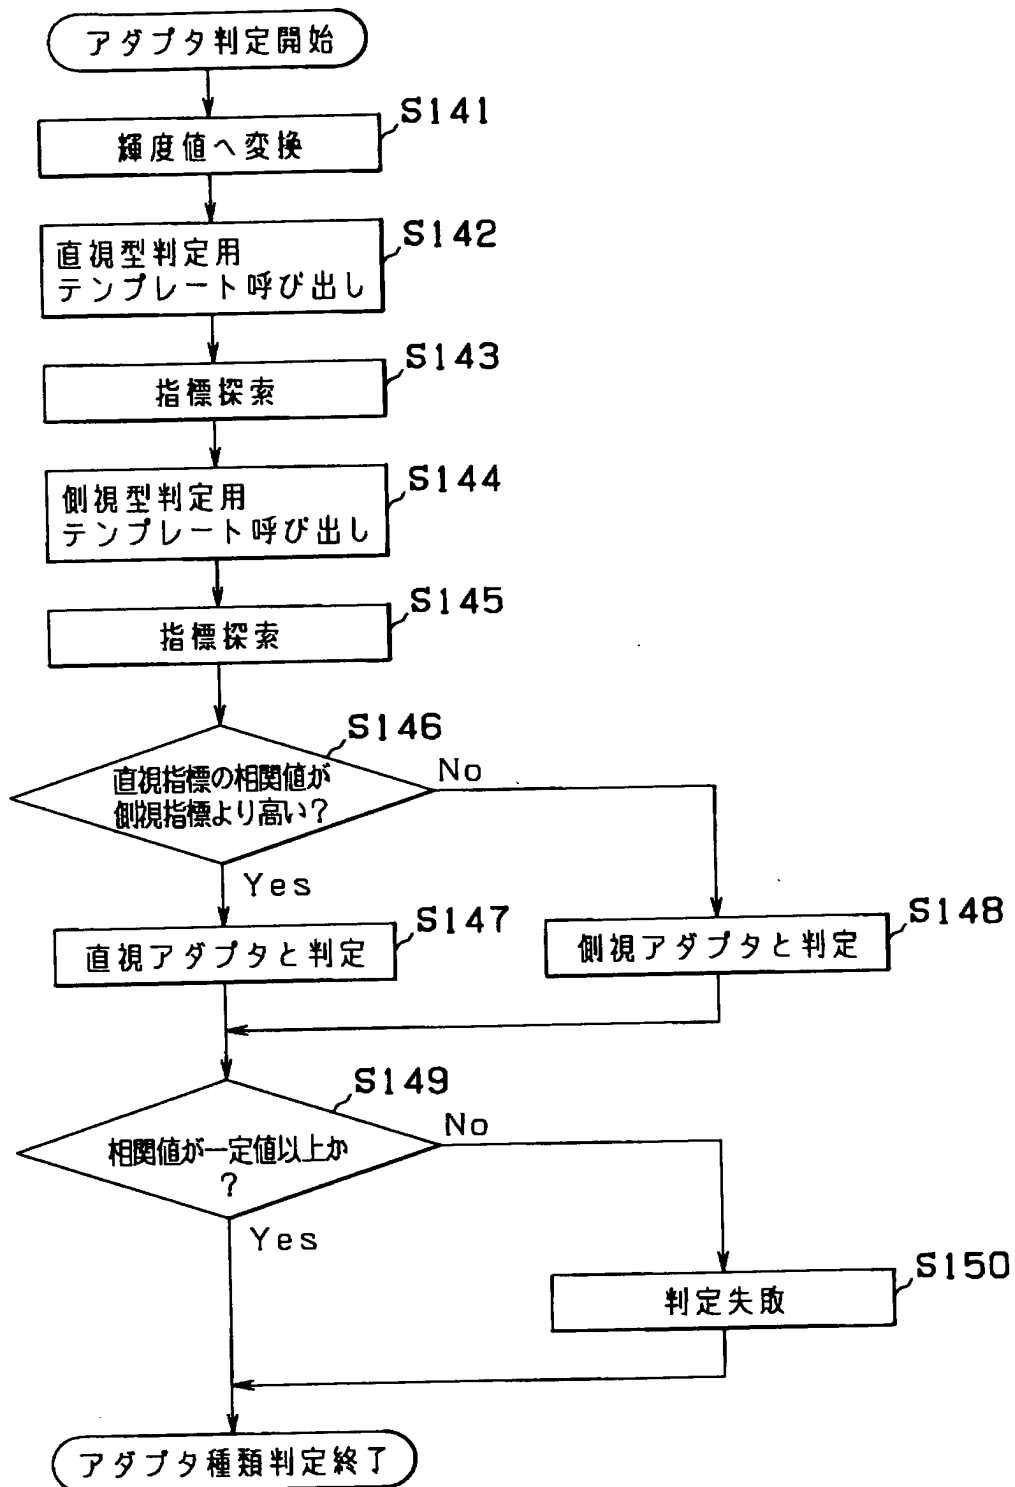 アダプタ判定開始
S141
輝度値へ変換
S142
直視型判定用
テンプレート呼び出し
S143
指標探索
S144
側視型判定用
テンプレート呼び出し
S145
指標探索
S146
直視指標の相関値が
側視指標より高い?
No
Yes
S147
直視アダプタと判定
S148
側視アダプタと判定
S149
相関値が一定値以上か
?
No
Yes
S150
判定失敗
アダプタ種類判定終了